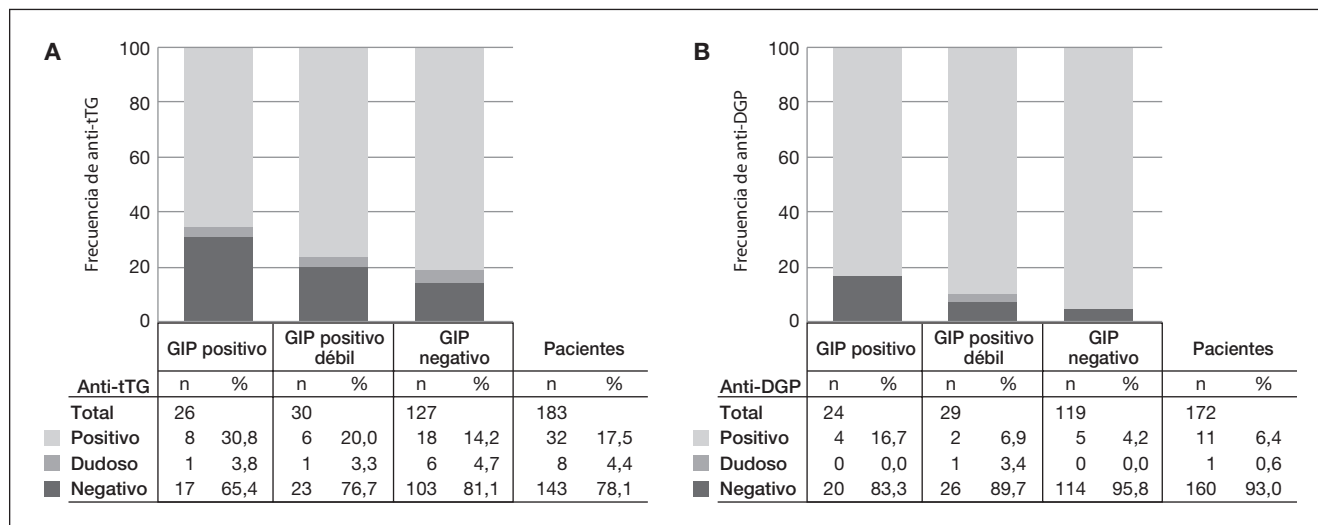 A
Frecuencia de anti-tTG
100
80
60
40
20
0
GIP positivo GIP positivo débil GIP negativo Pacientes
Anti-tTG n % n % n % n %
Total 26 30 127 183
Positivo 8 30,8 6 20,0 18 14,2 32 17,5
Dudoso 1 3,8 1 3,3 6 4,7 8 4,4
Negativo 17 65,4 23 76,7 103 81,1 143 78,1
B
Frecuencia de anti-DGP
100
80
60
40
20
0
GIP positivo GIP positivo débil GIP negativo Pacientes
Anti-DGP n % n % n % n %
Total 24 29 119 172
Positivo 4 16,7 2 6,9 5 4,2 11 6,4
Dudoso 0 0,0 1 3,4 0 0,0 1 0,6
Negativo 20 83,3 26 89,7 114 95,8 160 93,0